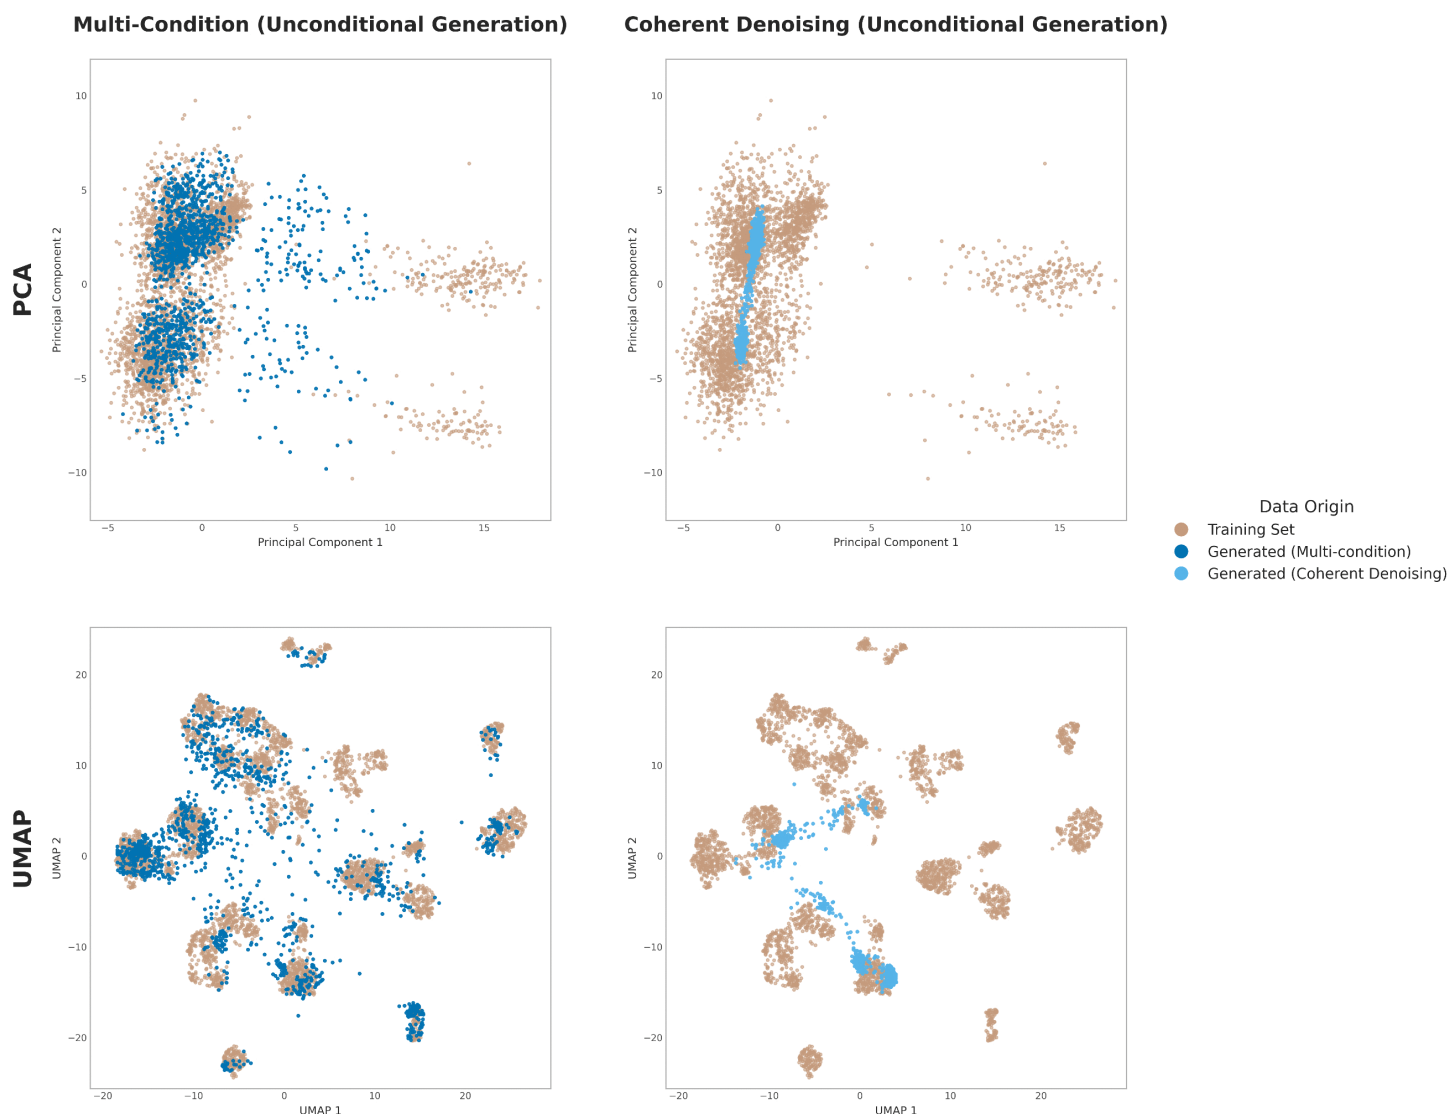 Multi-Condition (Unconditional Generation)
Coherent Denoising (Unconditional Generation)
PCA
Principal Component 2
10
5
0
−5
−10
−5
0
5
10
15
Principal Component 1
Principal Component 2
10
5
0
−5
−10
−5
0
5
10
15
Principal Component 1
Data Origin
Training Set
Generated (Multi-condition)
Generated (Coherent Denoising)
UMAP
UMAP 2
20
10
0
−10
−20
−20
−10
0
10
20
UMAP 1
UMAP 2
20
10
0
−10
−20
−20
−10
0
10
20
UMAP 1